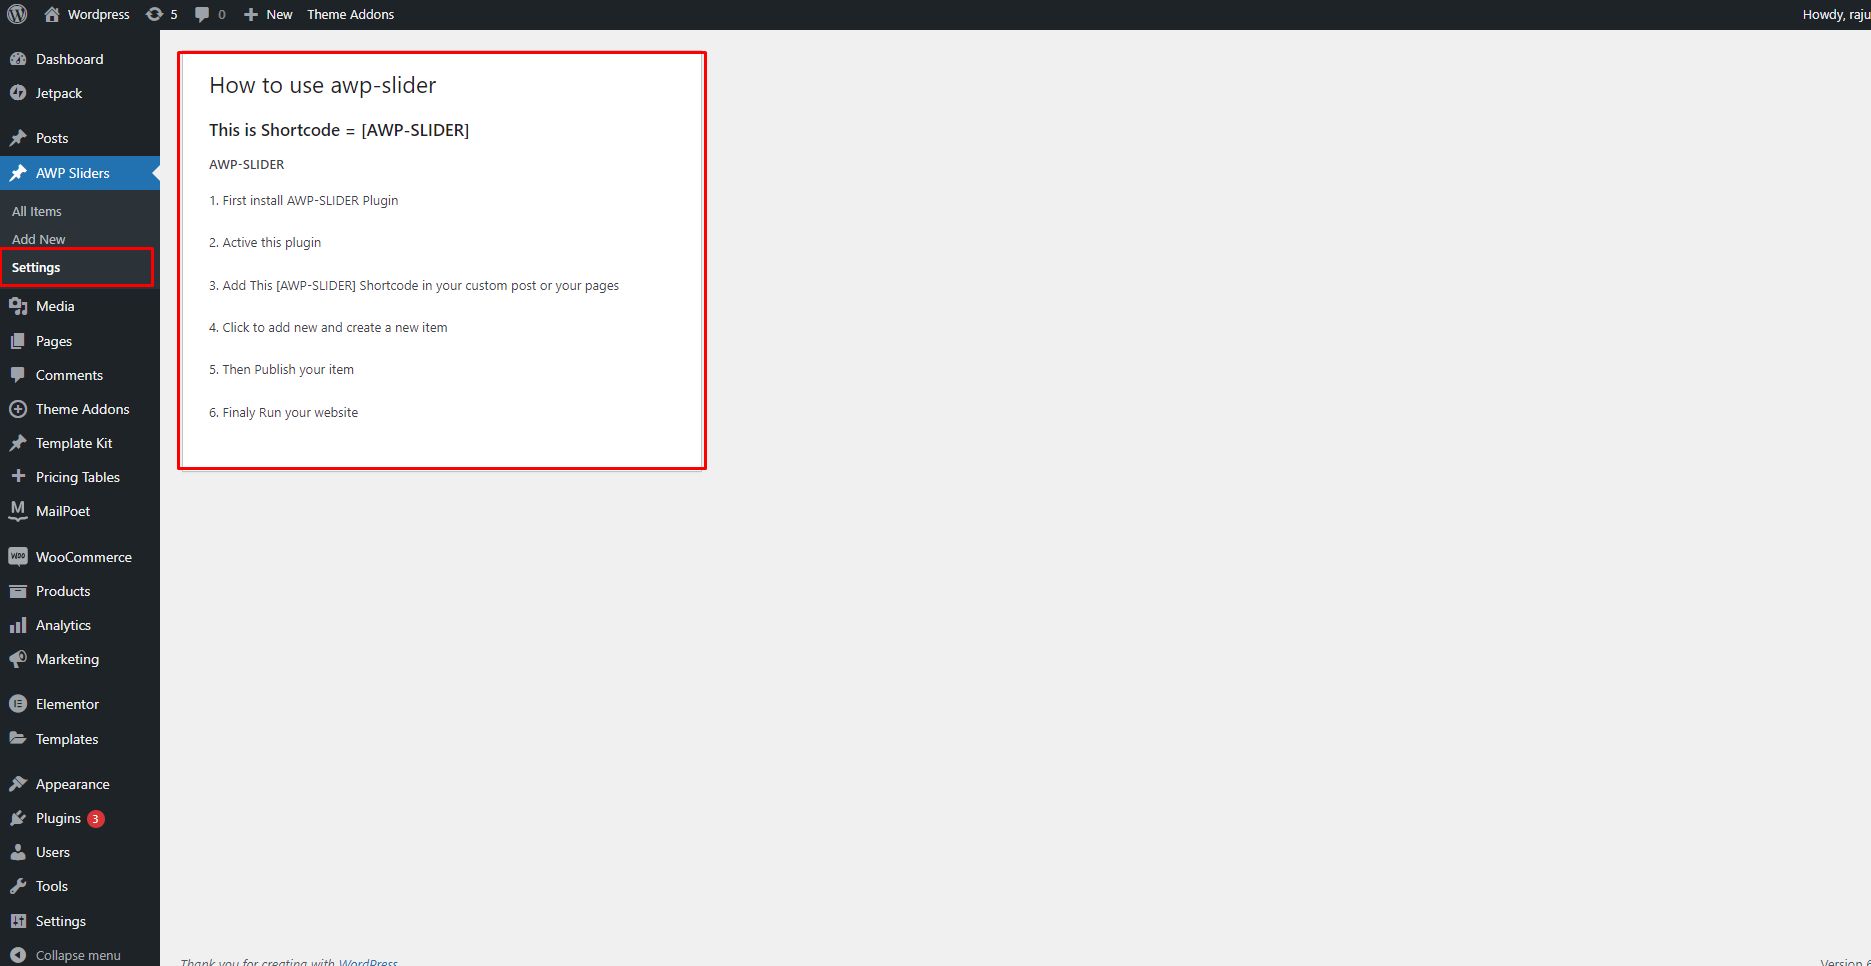 Wordpress 5 0 New Theme Addons Howdy, raju
Dashboard
Jetpack
Posts
AWP Sliders
All Items
Add New
Settings
Media
Pages
Comments
Theme Addons
Template Kit
Pricing Tables
MailPoet
WooCommerce
Products
Analytics
Marketing
Elementor
Templates
Appearance
Plugins 3
Users
Tools
Settings
Collapse menu
How to use awp-slider
This is Shortcode = [AWP-SLIDER]
AWP-SLIDER
1. First install AWP-SLIDER Plugin
2. Active this plugin
3. Add This [AWP-SLIDER] Shortcode in your custom post or your pages
4. Click to add new and create a new item
5. Then Publish your item
6. Finaly Run your website
Thank you for creating with WordPress
Version 6